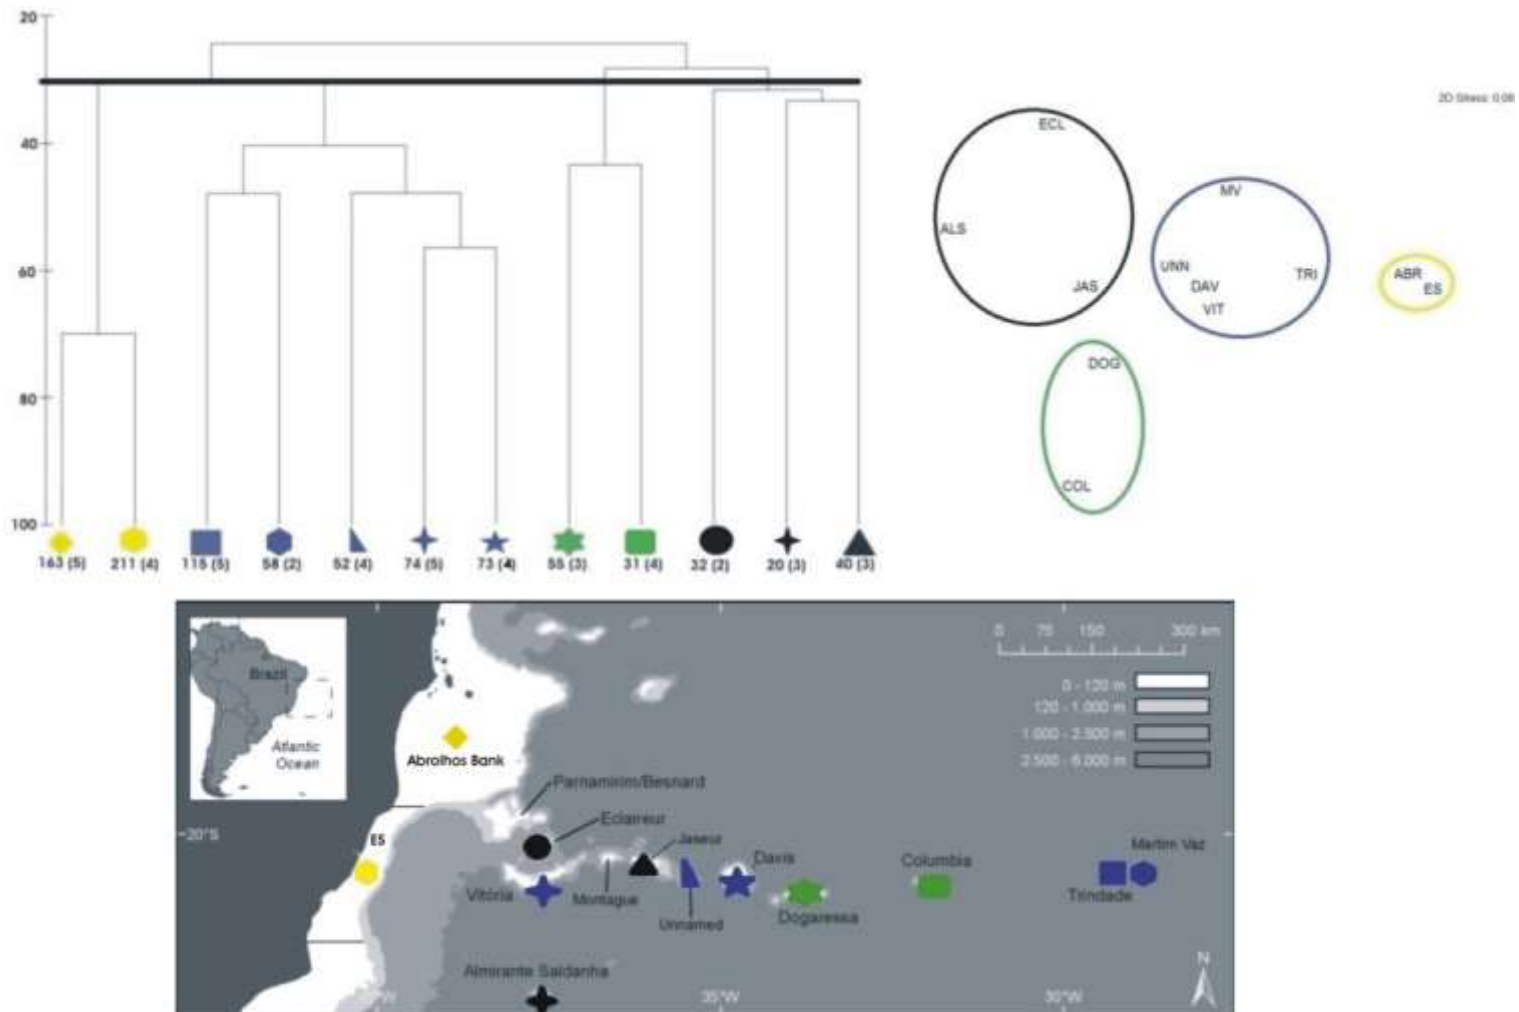 20
40
60
80
100
163 (5) 211 (4) 115 (5) 58 (2) 52 (4) 74 (5) 73 (4) 55 (3) 31 (4) 32 (2) 20 (3) 40 (3)
2D Stress: 0,08
ECL
ALS
JAS
MV
UNN
DAV
VIT
TRI
ABR
ES
DOG
COL
Brazil
Atlantic
Ocean
0 75 150 300 km
0 - 120 m
120 - 1.000 m
1.000 - 2.500 m
2.500 - 6.000 m
Abrolhos Bank
Parnamirim/Besnard
Eclaireur
20°S
ES
Jaseur
Davis
Columbia
Martim Vaz
Vitória
Montague
Dogaressa
Trindade
Unnamed
Almirante Saldanha
N
35°W
30°W